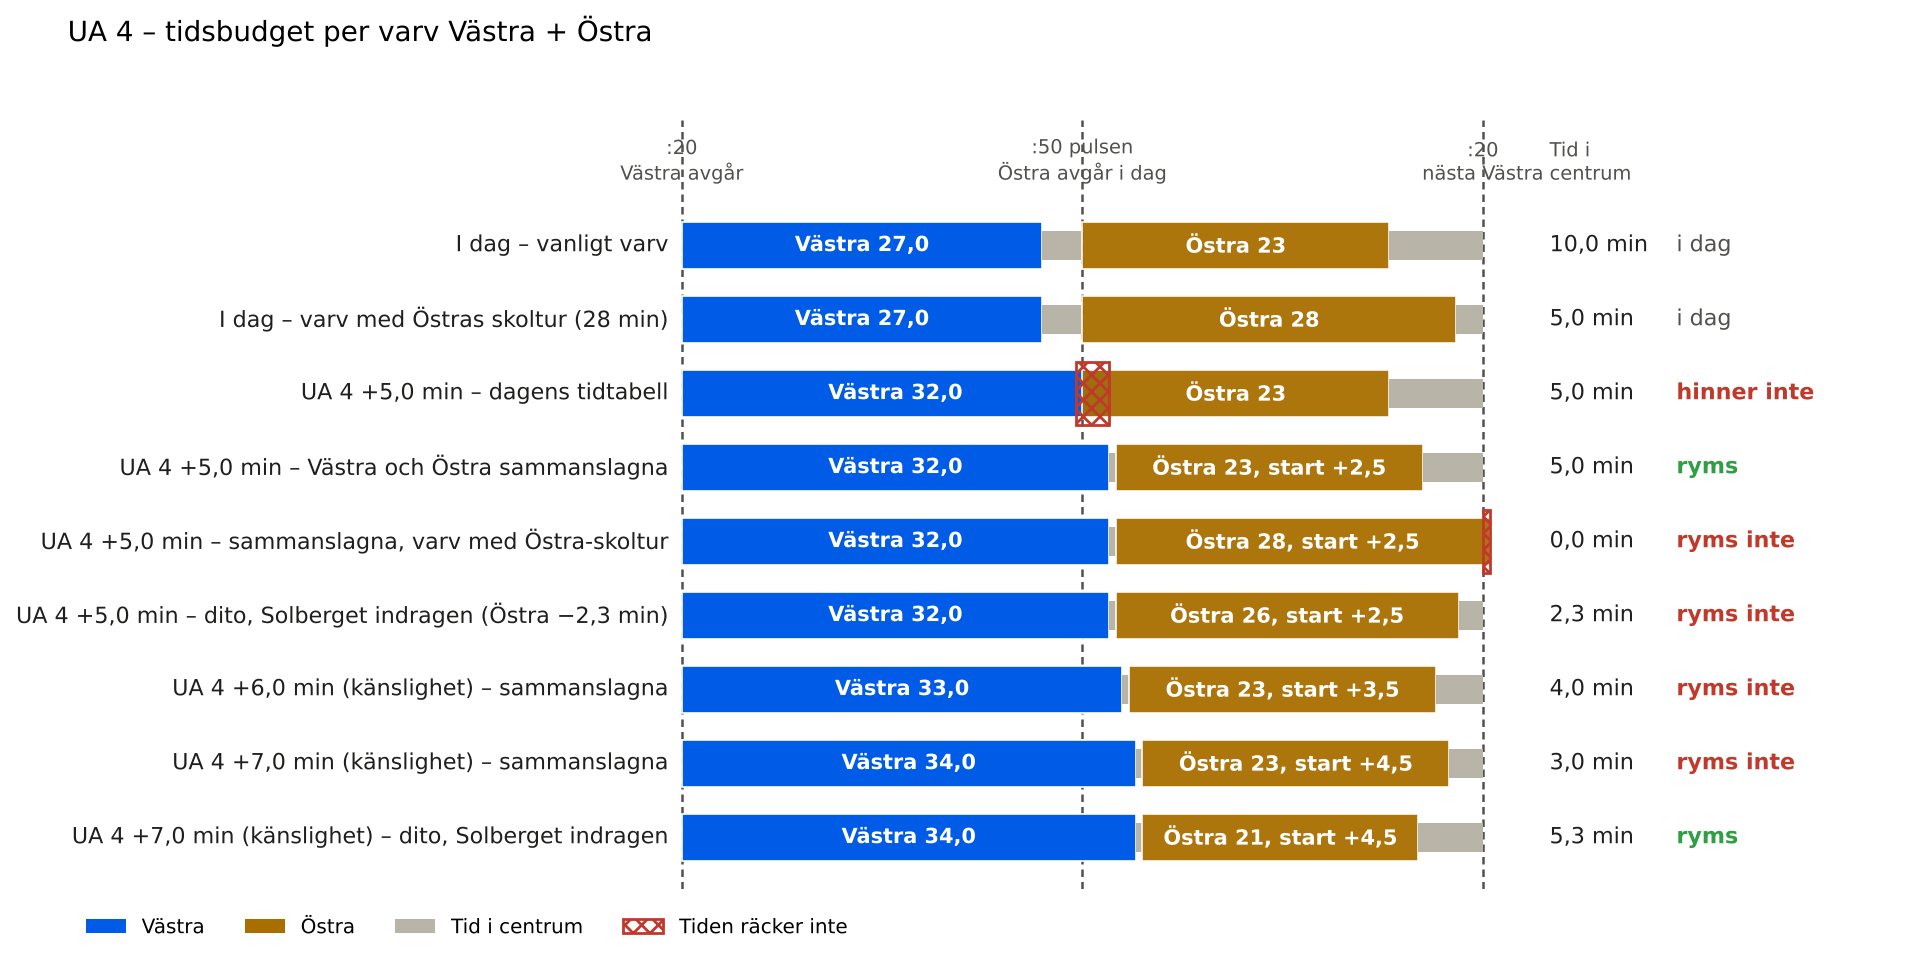 UA 4 – tidsbudget per varv Västra + Östra
:20
Västra avgår
:50 pulsen
Östra avgår i dag
:20
nästa Västra
Tid i
centrum
I dag – vanligt varv
Västra 27,0
Östra 23
10,0 min
i dag
I dag – varv med Östras skoltur (28 min)
Västra 27,0
Östra 28
5,0 min
i dag
UA 4 +5,0 min – dagens tidtabell
Västra 32,0
Östra 23
5,0 min
hinner inte
UA 4 +5,0 min – Västra och Östra sammanslagna
Västra 32,0
Östra 23, start +2,5
5,0 min
ryms
UA 4 +5,0 min – sammanslagna, varv med Östra-skoltur
Västra 32,0
Östra 28, start +2,5
0,0 min
ryms inte
UA 4 +5,0 min – dito, Solberget indragen (Östra −2,3 min)
Västra 32,0
Östra 26, start +2,5
2,3 min
ryms inte
UA 4 +6,0 min (känslighet) – sammanslagna
Västra 33,0
Östra 23, start +3,5
4,0 min
ryms inte
UA 4 +7,0 min (känslighet) – sammanslagna
Västra 34,0
Östra 23, start +4,5
3,0 min
ryms inte
UA 4 +7,0 min (känslighet) – dito, Solberget indragen
Västra 34,0
Östra 21, start +4,5
5,3 min
ryms
Västra
Östra
Tid i centrum
Tiden räcker inte